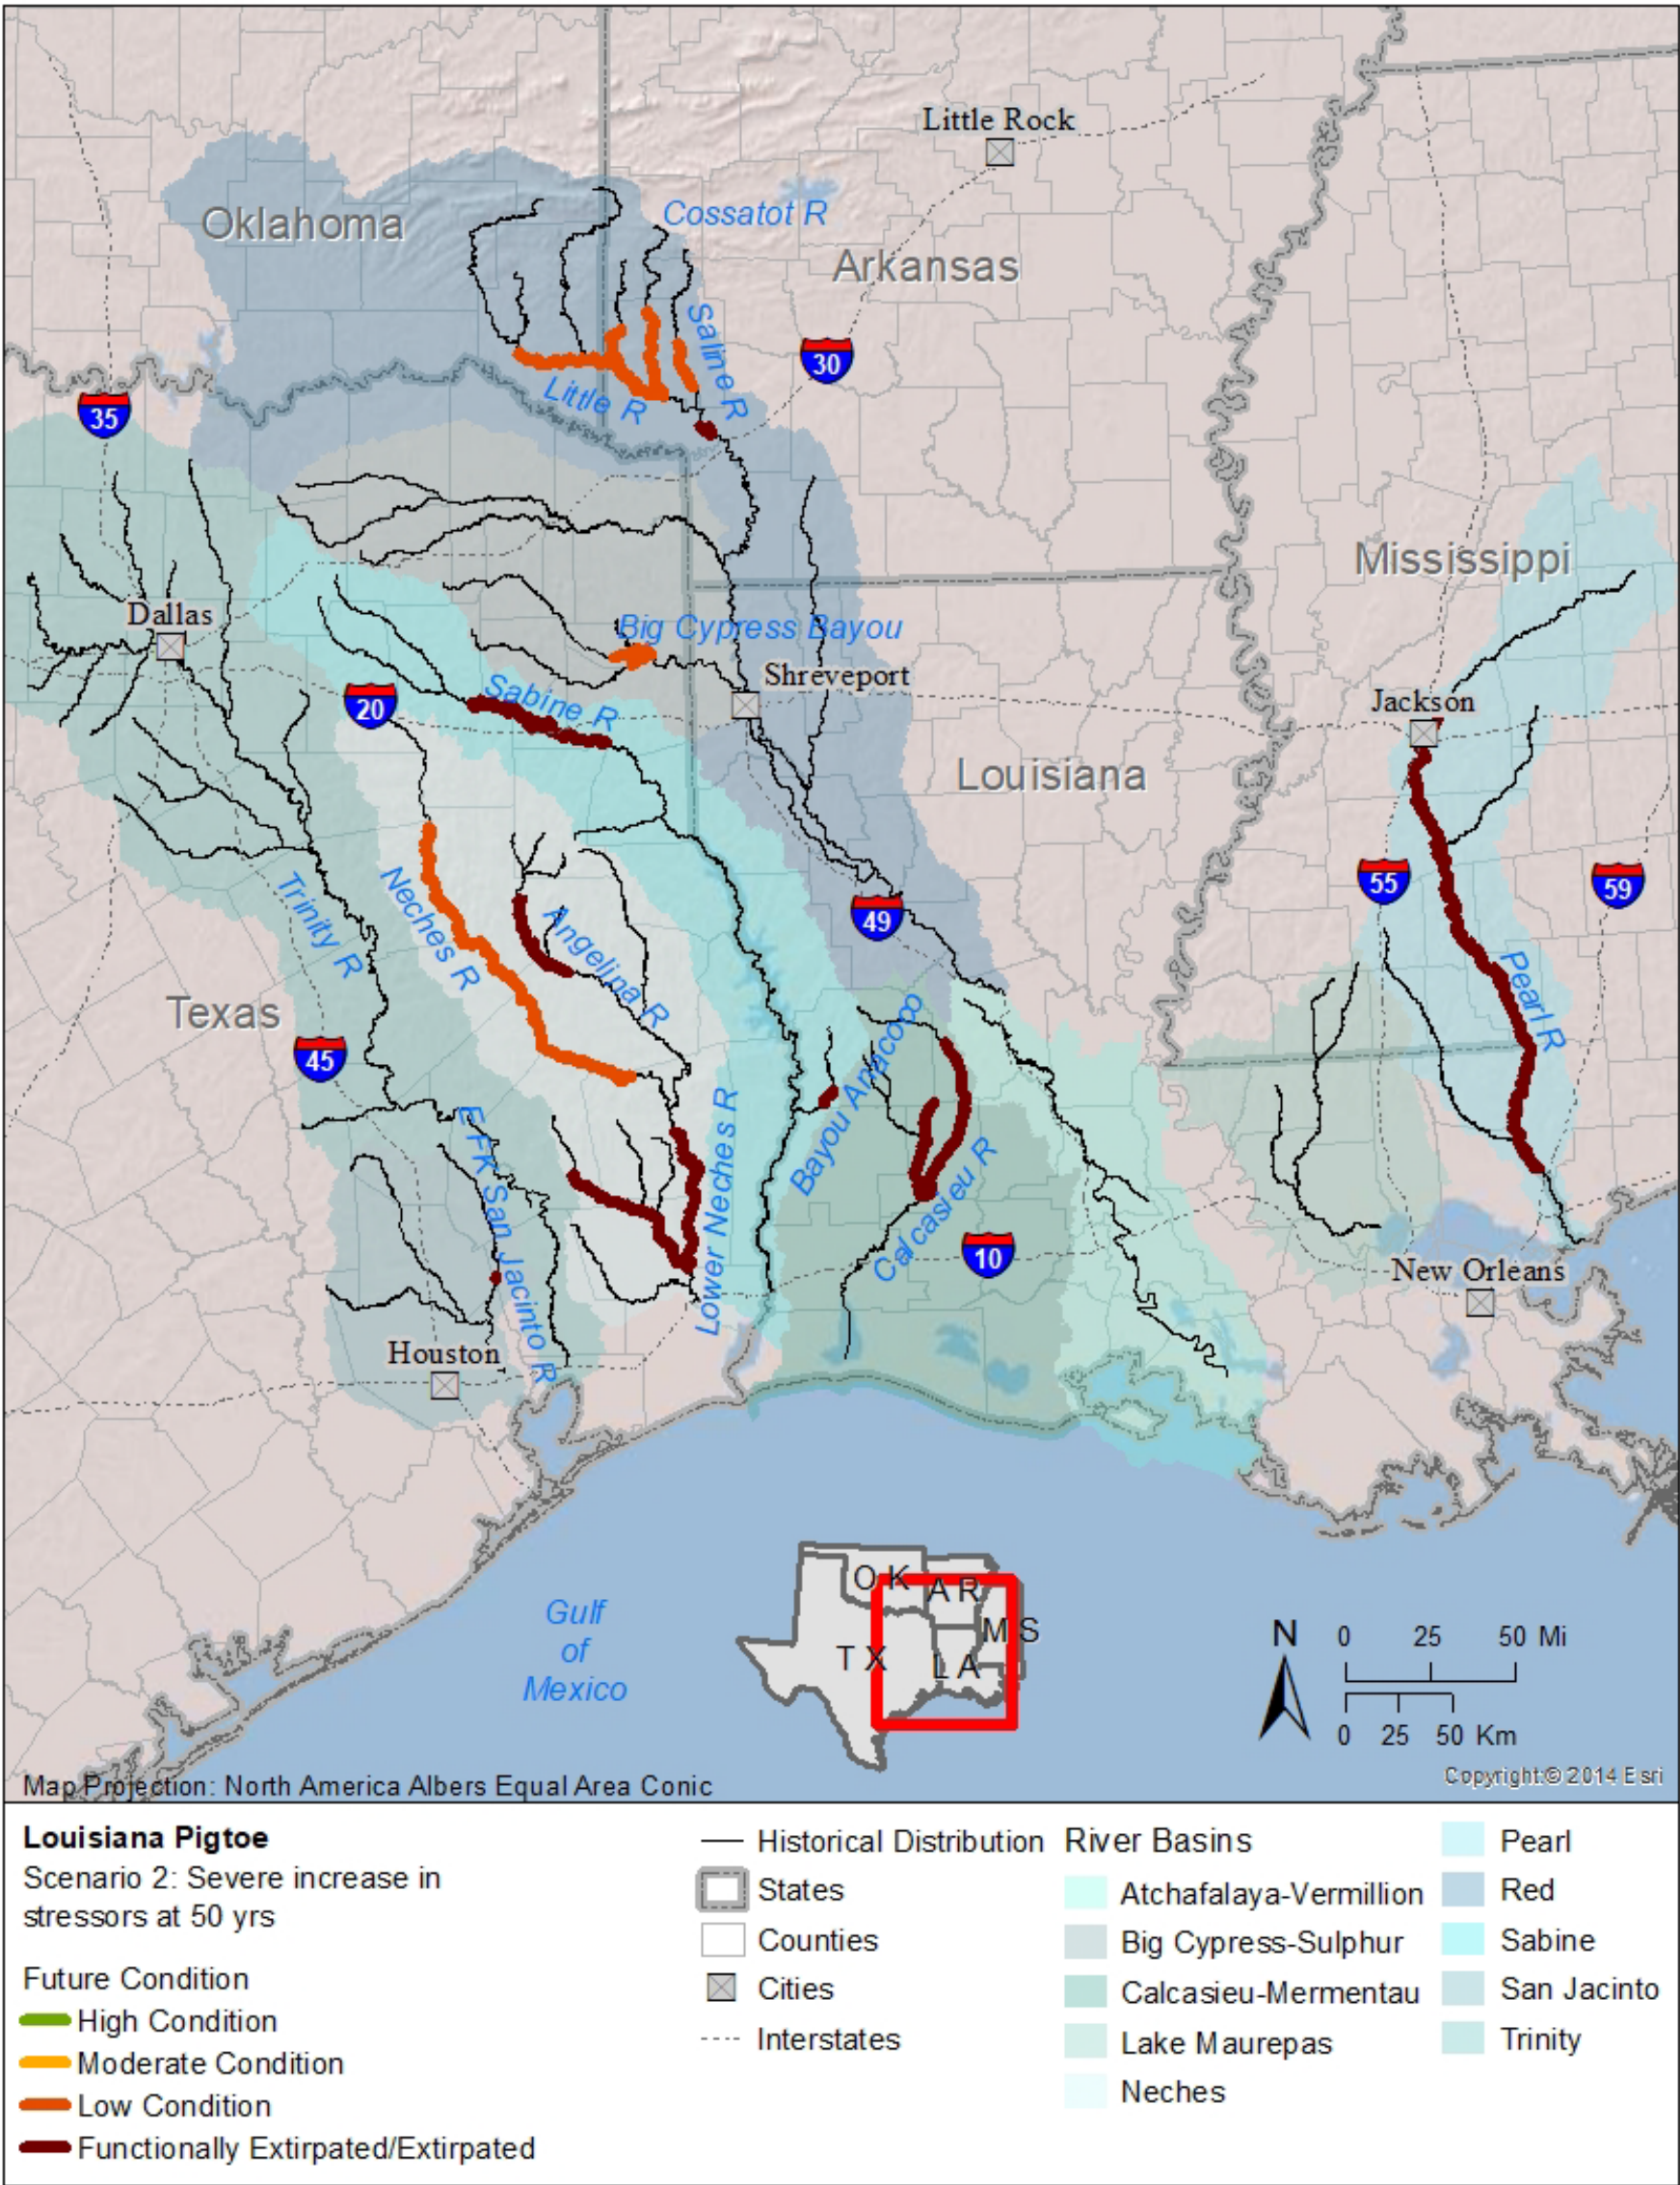 Little Rock
Cossatot R
Oklahoma
Arkansas
Saline R
30
Little R
35
Mississippi
Dallas
Big Cypress Bayou
Shreveport
Sabine R
20
Jackson
Louisiana
55
59
49
Trinity R
Neches R
Angelina R
Pearl R
Texas
45
Bayou Anacoco
E FK San Jacinto R
Lower Neches R
Calcasieu R
10
New Orleans
Houston
Gulf
of
Mexico
OK
AR
MS
TX
LA
N
0 25 50 Mi
0 25 50 Km
Map Projection: North America Albers Equal Area Conic
Copyright:© 2014 Esri
Louisiana Pigtoe
Scenario 2: Severe increase in
stressors at 50 yrs
Future Condition
High Condition
Moderate Condition
Low Condition
Functionally Extirpated/Extirpated
Historical Distribution
States
Counties
Cities
Interstates
River Basins
Atchafalaya-Vermillion
Big Cypress-Sulphur
Calcasieu-Mermentau
Lake Maurepas
Neches
Pearl
Red
Sabine
San Jacinto
Trinity